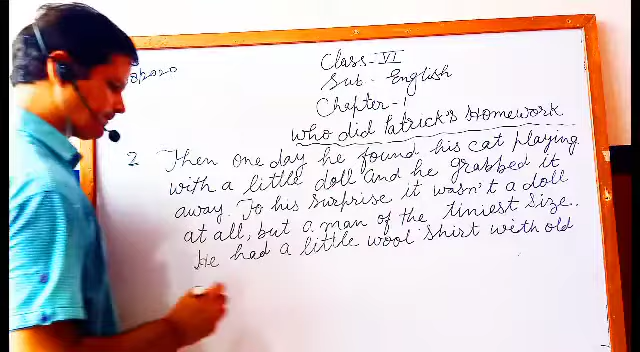 8/2020
Class-VI
Sub- English
Chapter-1
who did Patrick's Homework
2. Then one day he found his cat playing
with a little doll and he grabbed it
away. To his surprise it wasn't a doll
at all, but a man of the tiniest size.
He had a little wool shirt with old